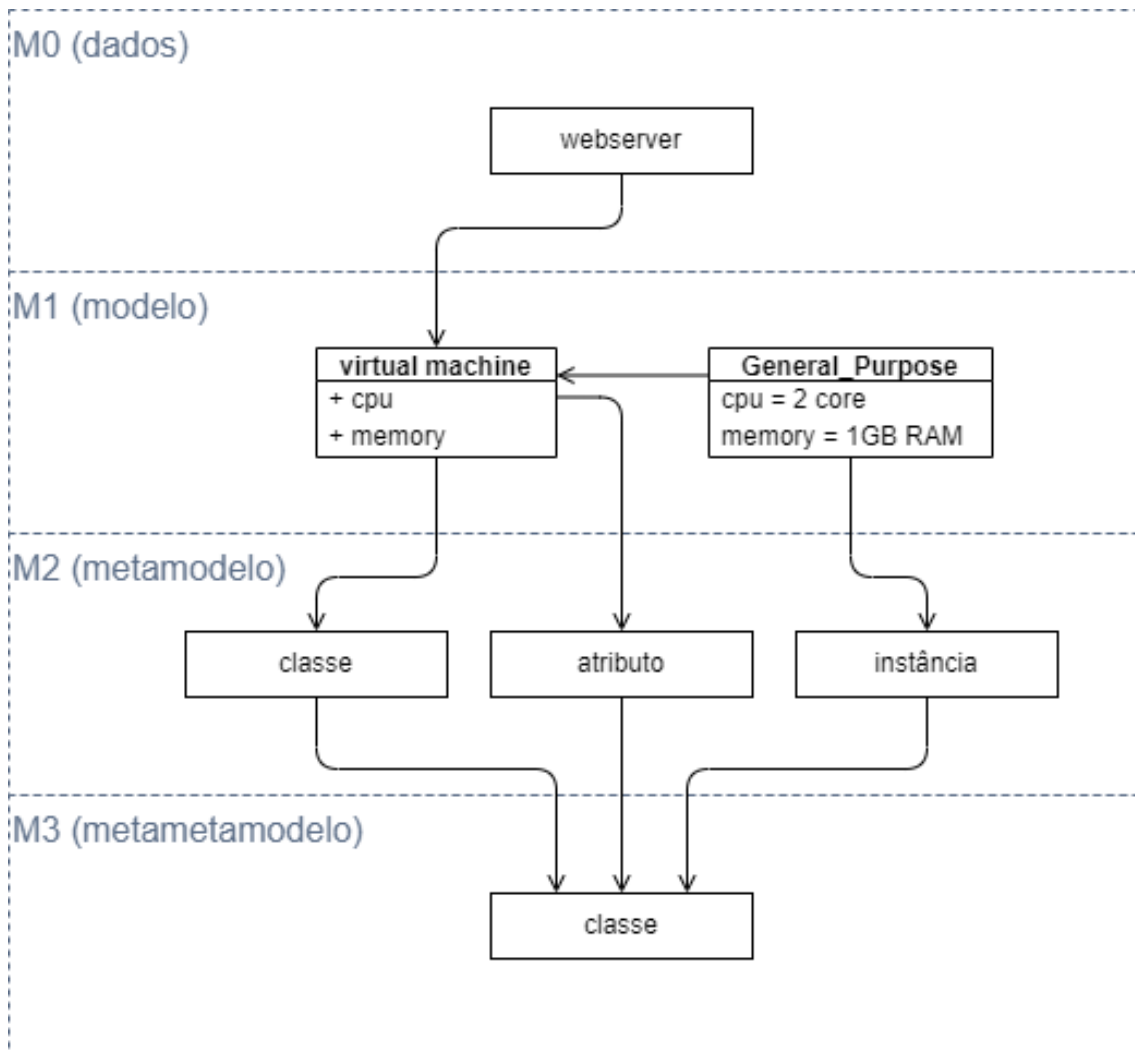 M0 (dados)
webserver
M1 (modelo)
virtual machine
+ cpu
+ memory
General_Purpose
cpu = 2 core
memory = 1GB RAM
M2 (metamodelo)
classe
atributo
instância
M3 (metametamodelo)
classe